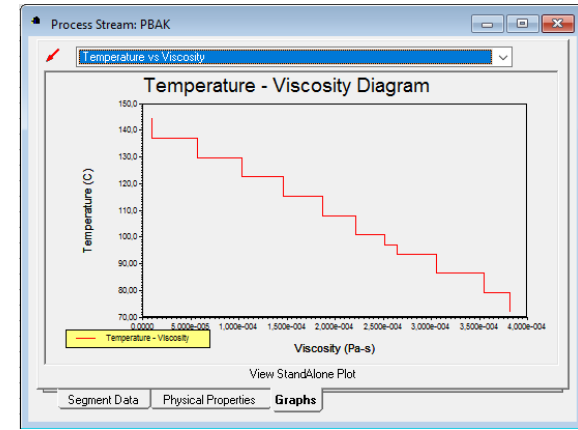 Process Stream: PBAK
Temperature vs Viscosity
Temperature - Viscosity Diagram
150,0
140,0
130,0
120,0
110,0
100,0
90,00
80,00
70,00
Temperature (C)
0,0000 5,000e-005 1,000e-004 1,500e-004 2,000e-004 2,500e-004 3,000e-004 3,500e-004 4,000e-004
Temperature - Viscosity
Viscosity (Pa-s)
View StandAlone Plot
Segment Data Physical Properties Graphs